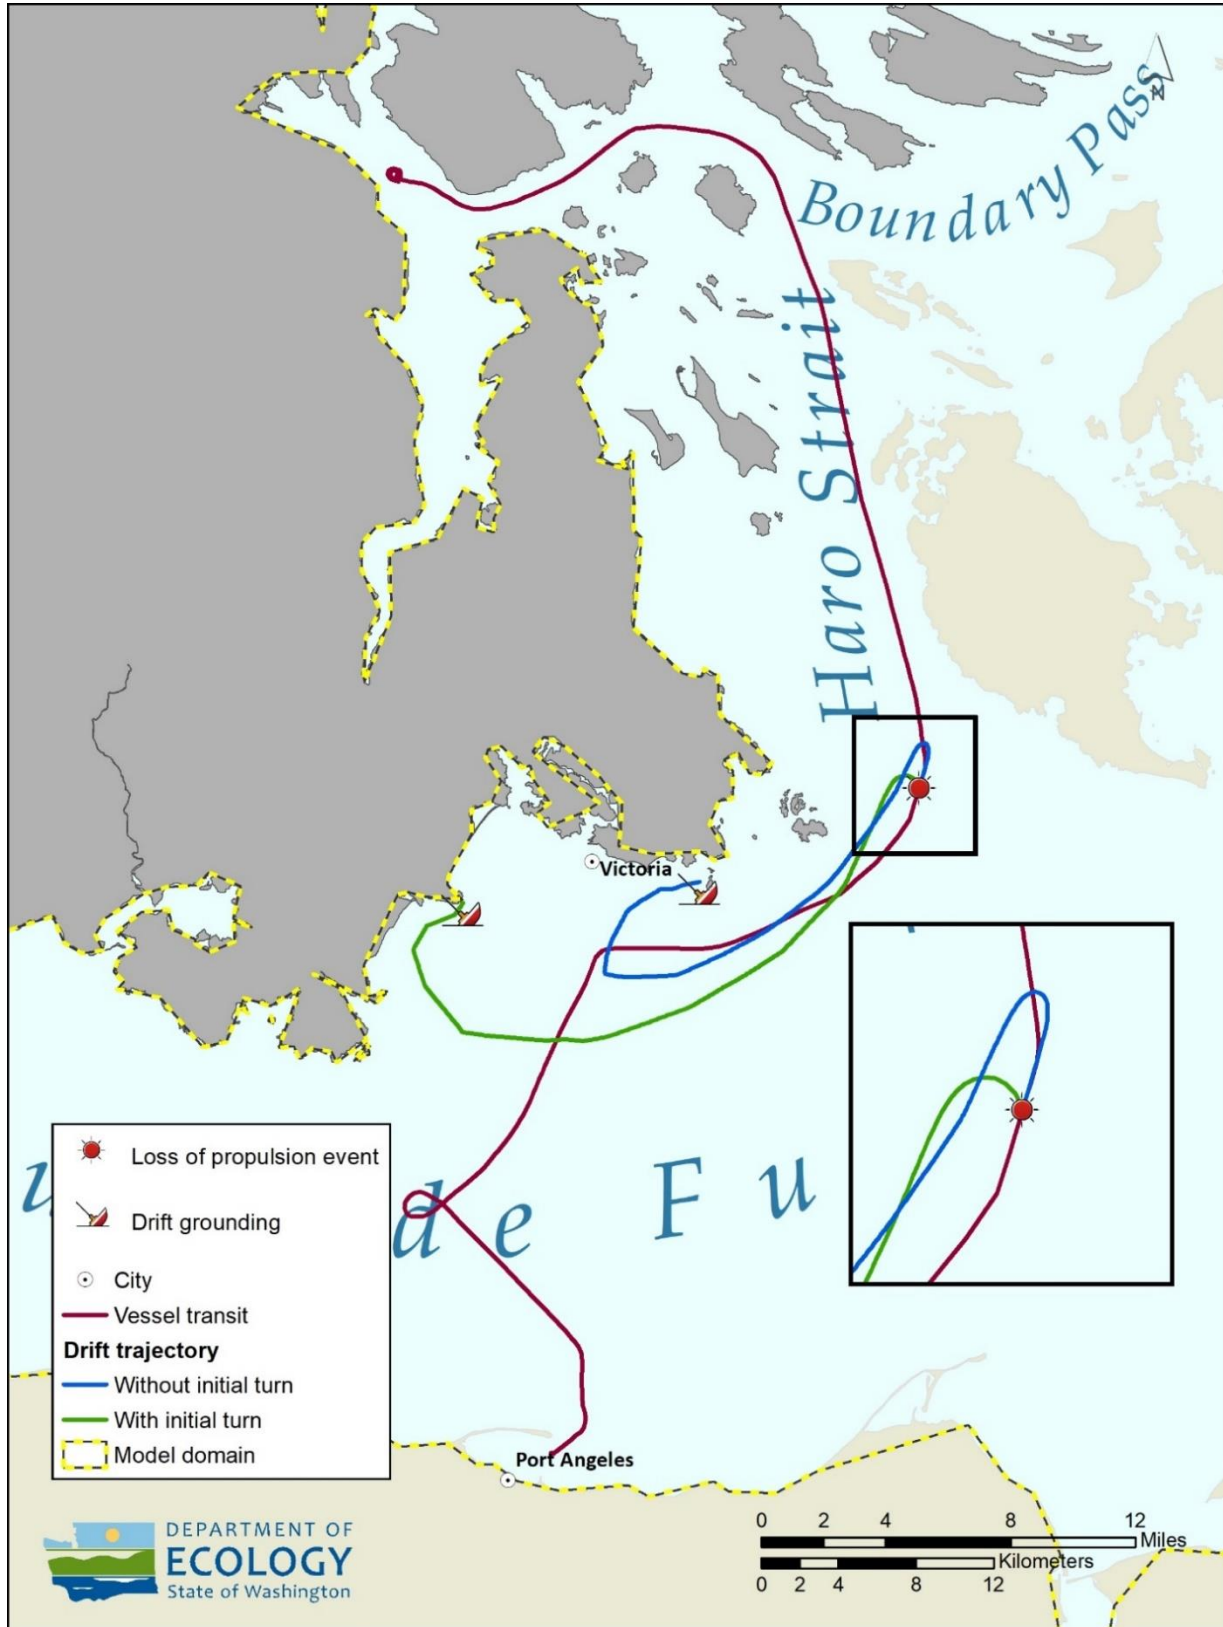 Boundary Pass
N
Haro Strait
Victoria
de Fu
Loss of propulsion event
Drift grounding
City
Vessel transit
Drift trajectory
Without initial turn
With initial turn
Model domain
Port Angeles
DEPARTMENT OF
ECOLOGY
State of Washington
0 2 4 8 12
Miles
Kilometers
0 2 4 8 12